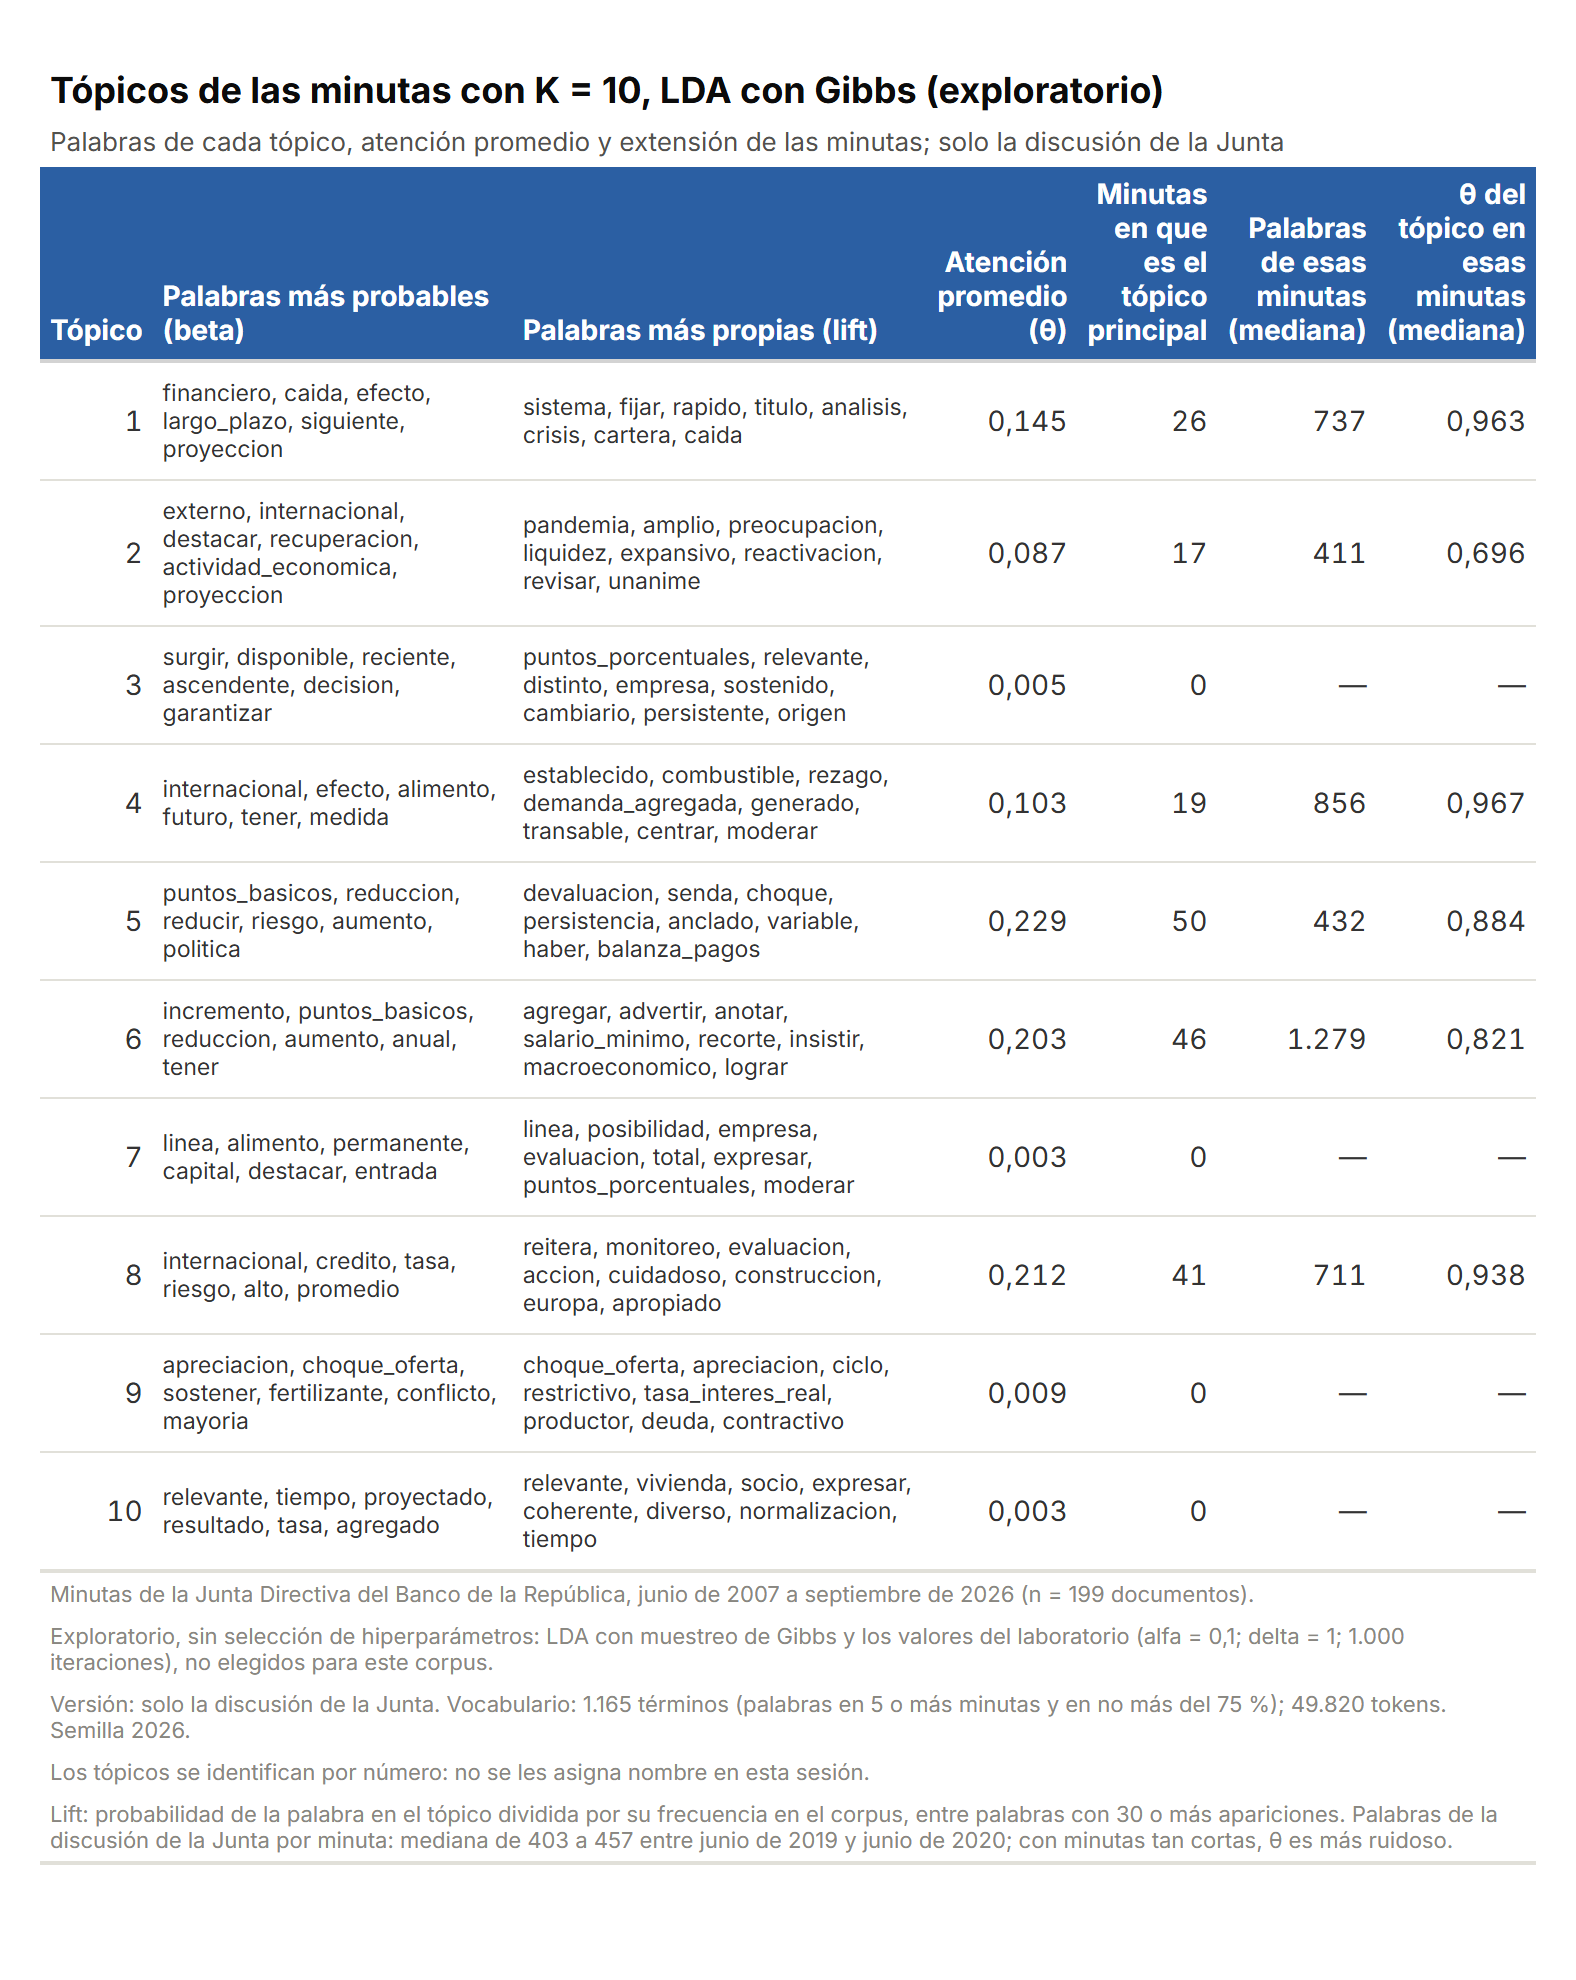 Tópicos de las minutas con K = 10, LDA con Gibbs (exploratorio)
Palabras de cada tópico, atención promedio y extensión de las minutas; solo la discusión de la Junta
Tópico
Palabras más probables
(beta)
Palabras más propias (lift)
Atención
promedio
(θ)
Minutas
en que
es el
tópico
principal
Palabras
de esas
minutas
(mediana)
θ del
tópico en
esas
minutas
(mediana)
1
financiero, caida, efecto,
largo_plazo, siguiente,
proyeccion
sistema, fijar, rapido, titulo, analisis,
crisis, cartera, caida
0,145
26
737
0,963
2
externo, internacional,
destacar, recuperacion,
actividad_economica,
proyeccion
pandemia, amplio, preocupacion,
liquidez, expansivo, reactivacion,
revisar, unanime
0,087
17
411
0,696
3
surgir, disponible, reciente,
ascendente, decision,
garantizar
puntos_porcentuales, relevante,
distinto, empresa, sostenido,
cambiario, persistente, origen
0,005
0
—
—
4
internacional, efecto, alimento,
futuro, tener, medida
establecido, combustible, rezago,
demanda_agregada, generado,
transable, centrar, moderar
0,103
19
856
0,967
5
puntos_basicos, reduccion,
reducir, riesgo, aumento,
politica
devaluacion, senda, choque,
persistencia, anclado, variable,
haber, balanza_pagos
0,229
50
432
0,884
6
incremento, puntos_basicos,
reduccion, aumento, anual,
tener
agregar, advertir, anotar,
salario_minimo, recorte, insistir,
macroeconomico, lograr
0,203
46
1.279
0,821
7
linea, alimento, permanente,
capital, destacar, entrada
linea, posibilidad, empresa,
evaluacion, total, expresar,
puntos_porcentuales, moderar
0,003
0
—
—
8
internacional, credito, tasa,
riesgo, alto, promedio
reitera, monitoreo, evaluacion,
accion, cuidadoso, construccion,
europa, apropiado
0,212
41
711
0,938
9
apreciacion, choque_oferta,
sostener, fertilizante, conflicto,
mayoria
choque_oferta, apreciacion, ciclo,
restrictivo, tasa_interes_real,
productor, deuda, contractivo
0,009
0
—
—
10
relevante, tiempo, proyectado,
resultado, tasa, agregado
relevante, vivienda, socio, expresar,
coherente, diverso, normalizacion,
tiempo
0,003
0
—
—
Minutas de la Junta Directiva del Banco de la República, junio de 2007 a septiembre de 2026 (n = 199 documentos).
Exploratorio, sin selección de hiperparámetros: LDA con muestreo de Gibbs y los valores del laboratorio (alfa = 0,1; delta = 1; 1.000
iteraciones), no elegidos para este corpus.
Versión: solo la discusión de la Junta. Vocabulario: 1.165 términos (palabras en 5 o más minutas y en no más del 75 %); 49.820 tokens.
Semilla 2026.
Los tópicos se identifican por número: no se les asigna nombre en esta sesión.
Lift: probabilidad de la palabra en el tópico dividida por su frecuencia en el corpus, entre palabras con 30 o más apariciones. Palabras de la
discusión de la Junta por minuta: mediana de 403 a 457 entre junio de 2019 y junio de 2020; con minutas tan cortas, θ es más ruidoso.